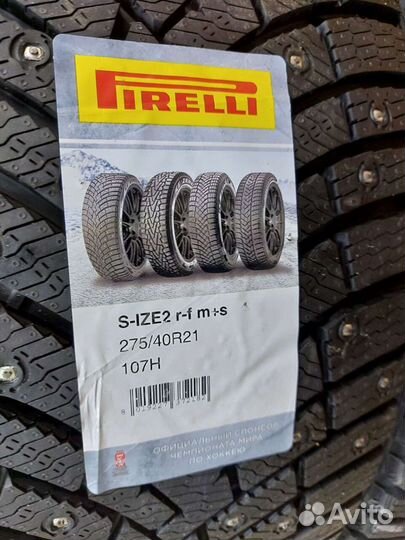 PIRELLI
S-IZE2 r-f m+s
275/40R21
107H
ОФИЦИАЛЬНЫЙ СПОНСОР
ЧЕМПИОНАТА МИРА
ПО ХОККЕЮ
Avito